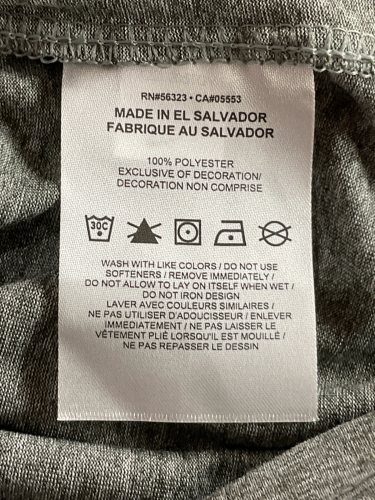 RN#56323 • CA#05553
MADE IN EL SALVADOR
FABRIQUE AU SALVADOR
100% POLYESTER
EXCLUSIVE OF DECORATION/
DECORATION NON COMPRISE
30C
WASH WITH LIKE COLORS / DO NOT USE
SOFTENERS / REMOVE IMMEDIATELY /
DO NOT ALLOW TO LAY ON ITSELF WHEN WET /
DO NOT IRON DESIGN
LAVER AVEC COULEURS SIMILAIRES /
NE PAS UTILISER D'ADOUCISSEUR / ENLEVER
IMMÉDIATEMENT / NE PAS LAISSER LE
VÊTEMENT PLIÉ LORSQU'IL EST MOUILLÉ /
NE PAS REPASSER LE DESSIN